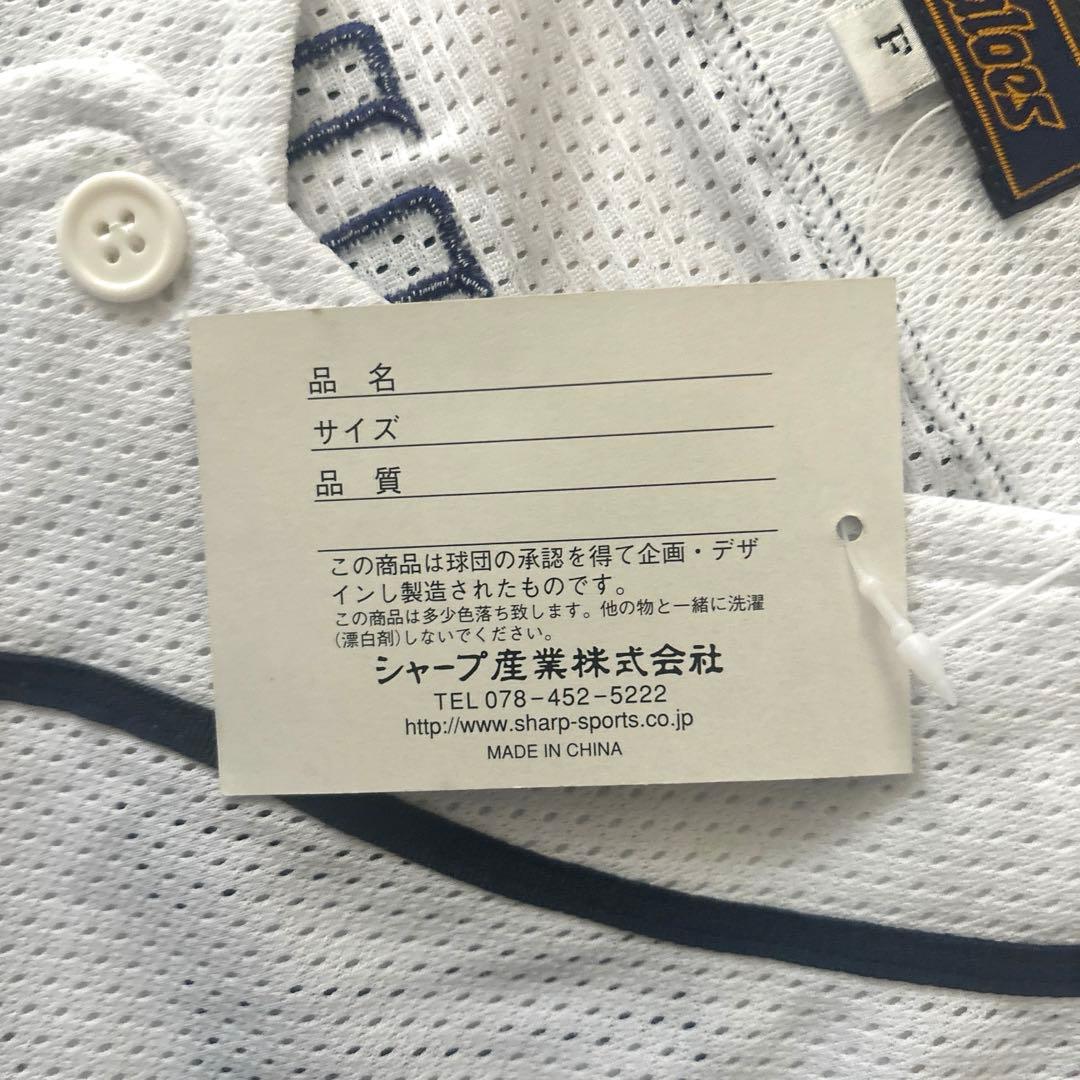 F
品 名
サイズ
品 質
この商品は球団の承認を得て企画・デザ
インし製造されたものです。
この商品は多少色落ち致します。他の物と一緒に洗濯
(漂白剤)しないでください。
シャープ産業株式会社
TEL 078-452-5222
http://www.sharp-sports.co.jp
MADE IN CHINA